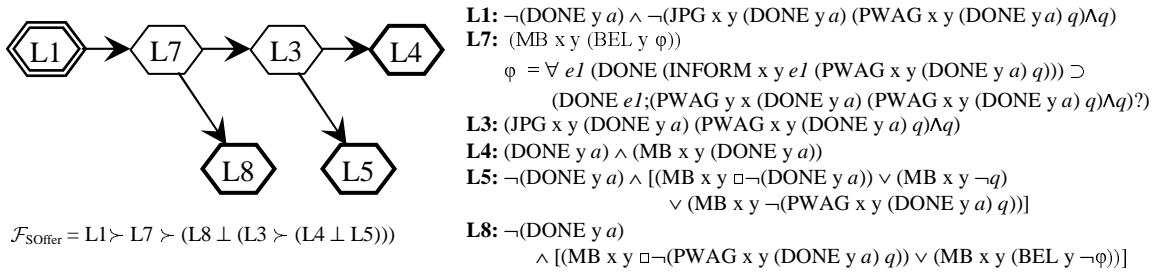 L1 L7 L3 L4
L8 L5
ℱSOffer = L1 ≻ L7 ≻ (L8 ⊥ (L3 ≻ (L4 ⊥ L5)))
L1: ¬(DONE y a) ∧ ¬(JPG x y (DONE y a) (PWAG x y (DONE y a) q)∧q)
L7: (MB x y (BEL y φ))
φ = ∀ e1 (DONE (INFORM x y e1 (PWAG x y (DONE y a) q))) ⊃
(DONE e1;(PWAG y x (DONE y a) (PWAG x y (DONE y a) q)∧q)?)
L3: (JPG x y (DONE y a) (PWAG x y (DONE y a) q)∧q)
L4: (DONE y a) ∧ (MB x y (DONE y a))
L5: ¬(DONE y a) ∧ [(MB x y □¬(DONE y a)) ∨ (MB x y ¬q)
∨ (MB x y ¬(PWAG x y (DONE y a) q))]
L8: ¬(DONE y a)
∧ [(MB x y □¬(PWAG x y (DONE y a) q)) ∨ (MB x y (BEL y ¬φ))]